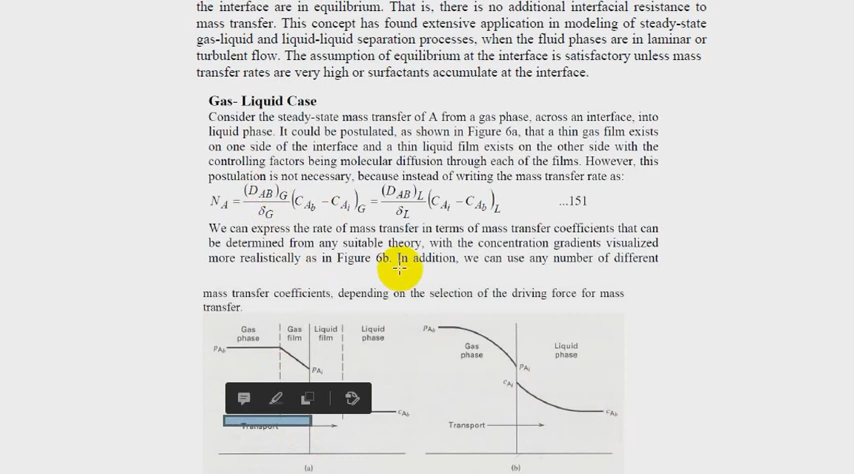 the interface are in equilibrium. That is, there is no additional interfacial resistance to
mass transfer. This concept has found extensive application in modeling of steady-state
gas-liquid and liquid-liquid separation processes, when the fluid phases are in laminar or
turbulent flow. The assumption of equilibrium at the interface is satisfactory unless mass
transfer rates are very high or surfactants accumulate at the interface.
Gas- Liquid Case
Consider the steady-state mass transfer of A from a gas phase, across an interface, into
liquid phase. It could be postulated, as shown in Figure 6a, that a thin gas film exists
on one side of the interface and a thin liquid film exists on the other side with the
controlling factors being molecular diffusion through each of the films. However, this
postulation is not necessary, because instead of writing the mass transfer rate as:
N_A = (D_AB)_G / δ_G (C_Ab − C_Ai)_G = (D_AB)_L / δ_L (C_Ai − C_Ab)_L ...151
We can express the rate of mass transfer in terms of mass transfer coefficients that can
be determined from any suitable theory, with the concentration gradients visualized
more realistically as in Figure 6b. In addition, we can use any number of different
mass transfer coefficients, depending on the selection of the driving force for mass
transfer.
Gas phase
Gas film
Liquid film
Liquid phase
p_Ab
p_Ai
c_Ab
Transport
(a)
p_Ab
Gas phase
Liquid phase
p_Ai
c_Ai
c_Ab
Transport
(b)